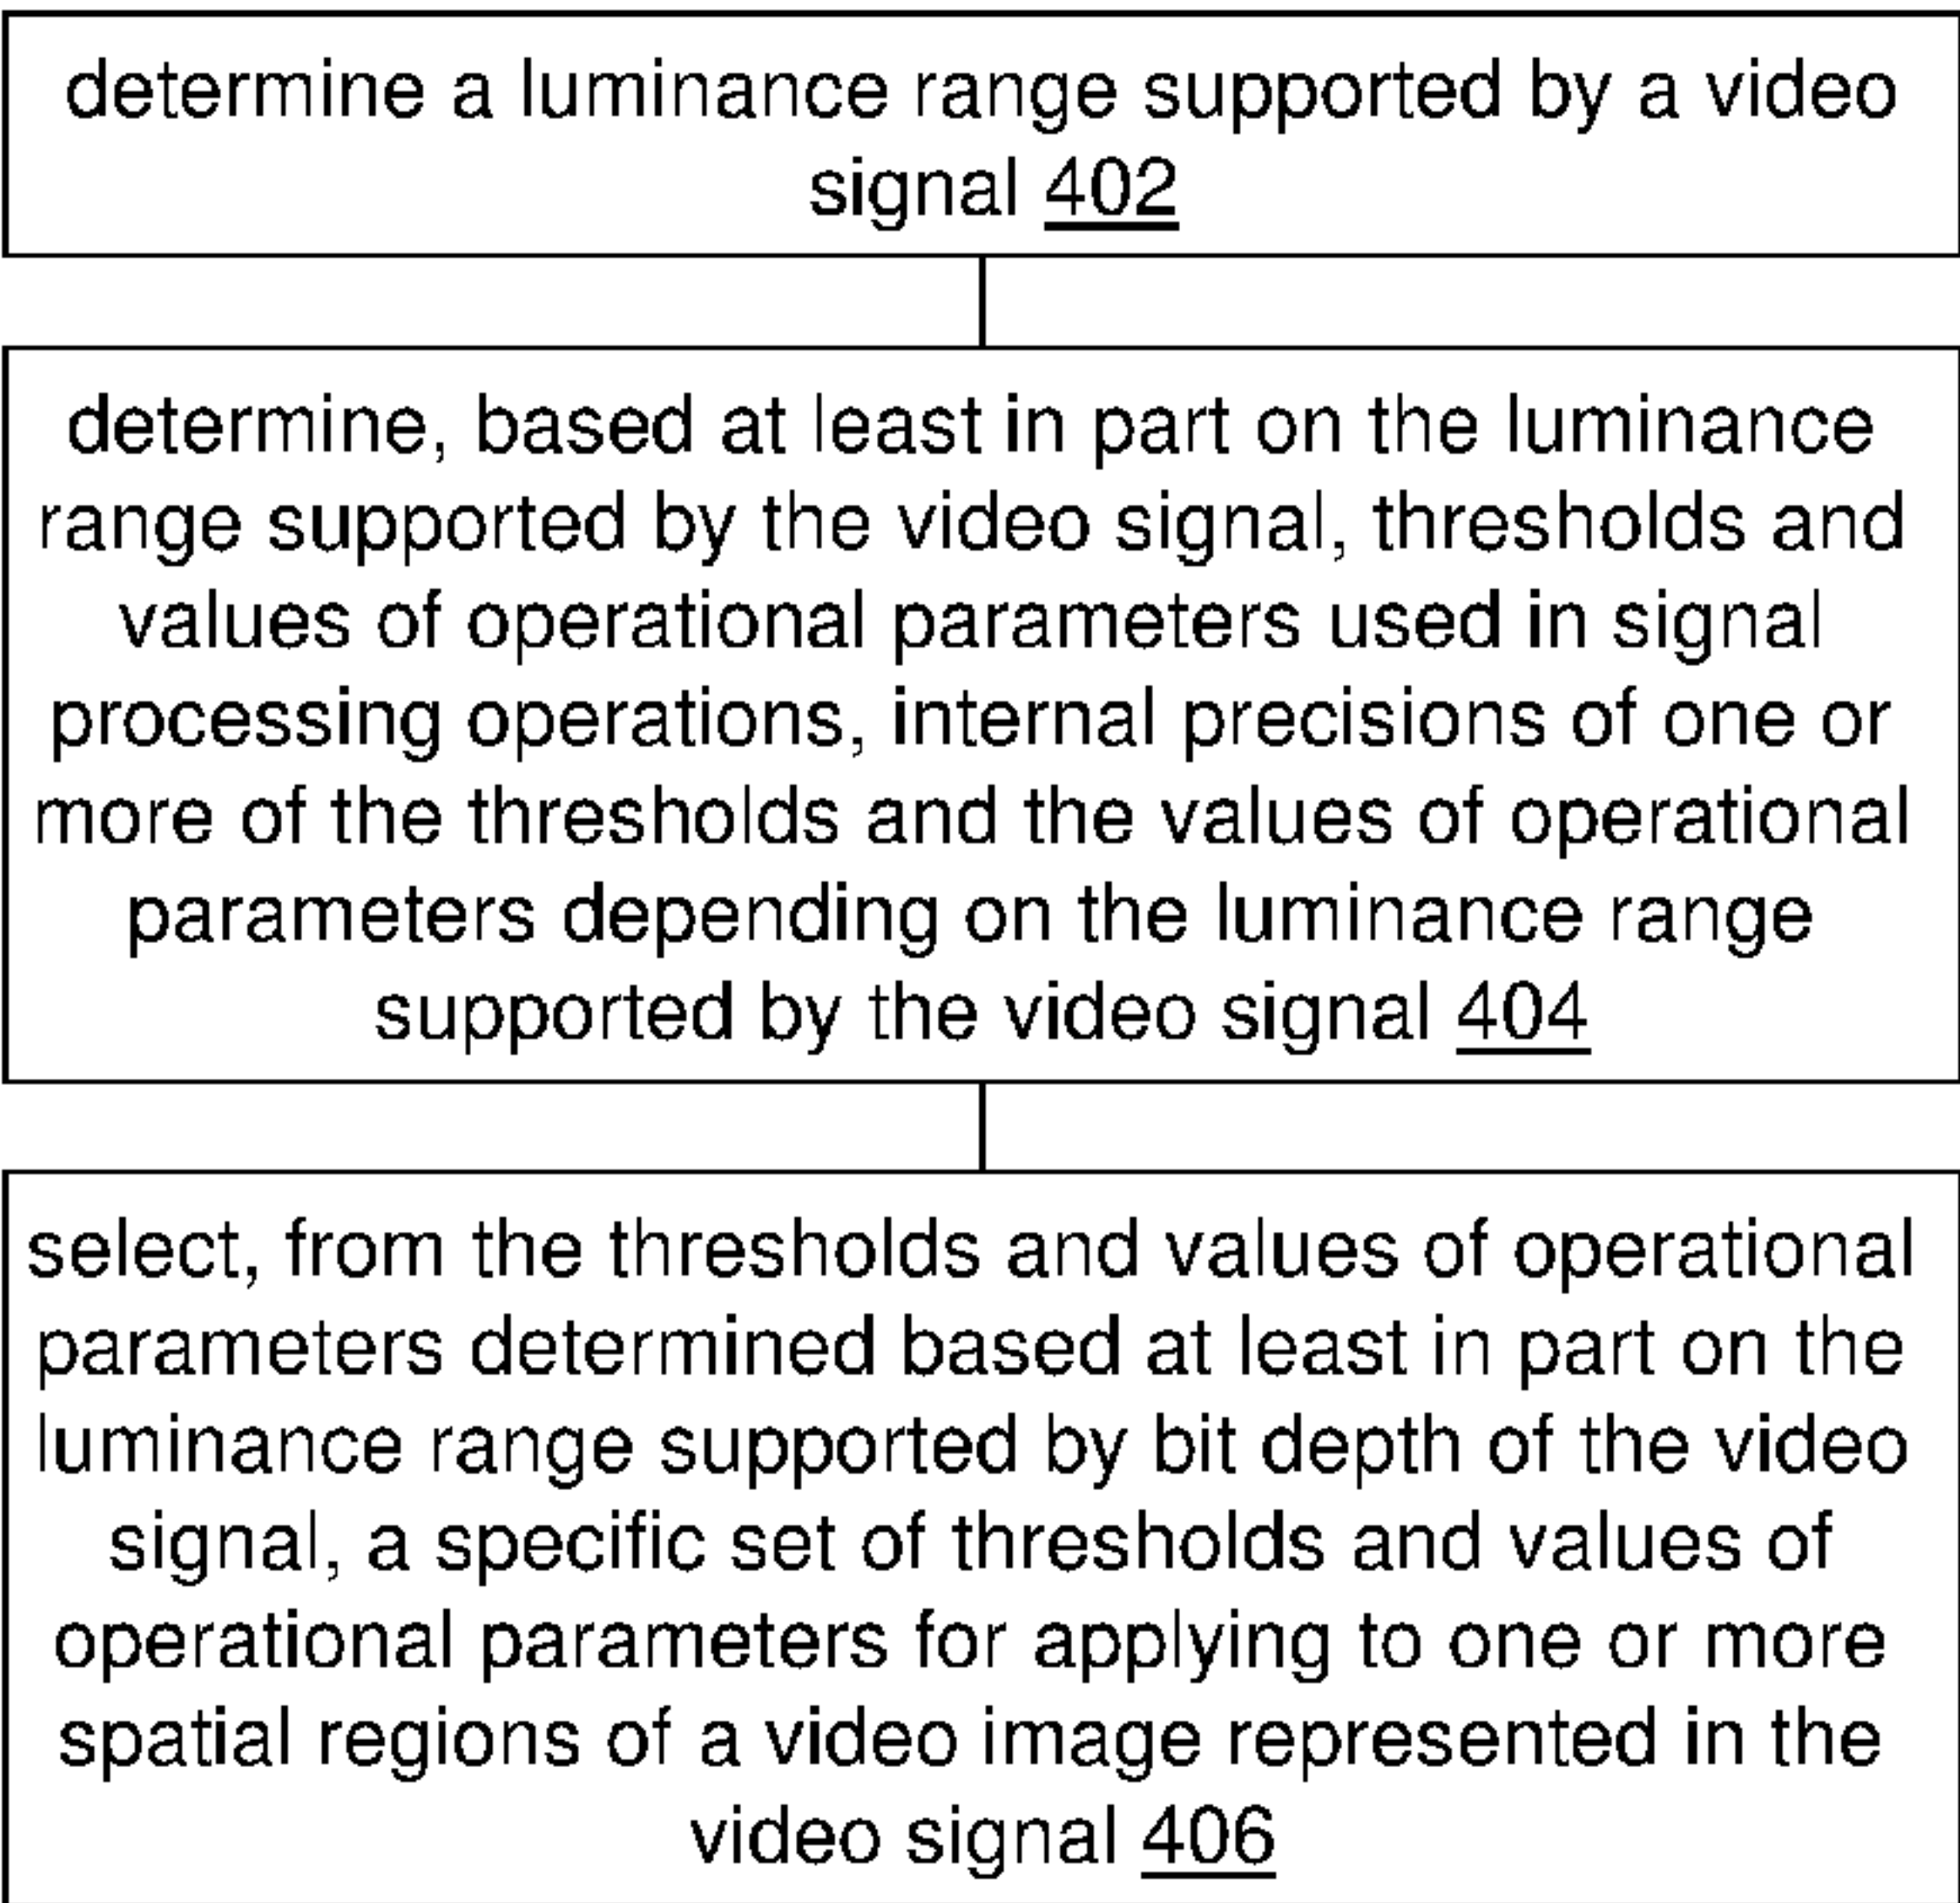 determine a luminance range supported by a video
signal 402
determine, based at least in part on the luminance
range supported by the video signal, thresholds and
values of operational parameters used in signal
processing operations, internal precisions of one or
more of the thresholds and the values of operational
parameters depending on the luminance range
supported by the video signal 404
select, from the thresholds and values of operational
parameters determined based at least in part on the
luminance range supported by bit depth of the video
signal, a specific set of thresholds and values of
operational parameters for applying to one or more
spatial regions of a video image represented in the
video signal 406